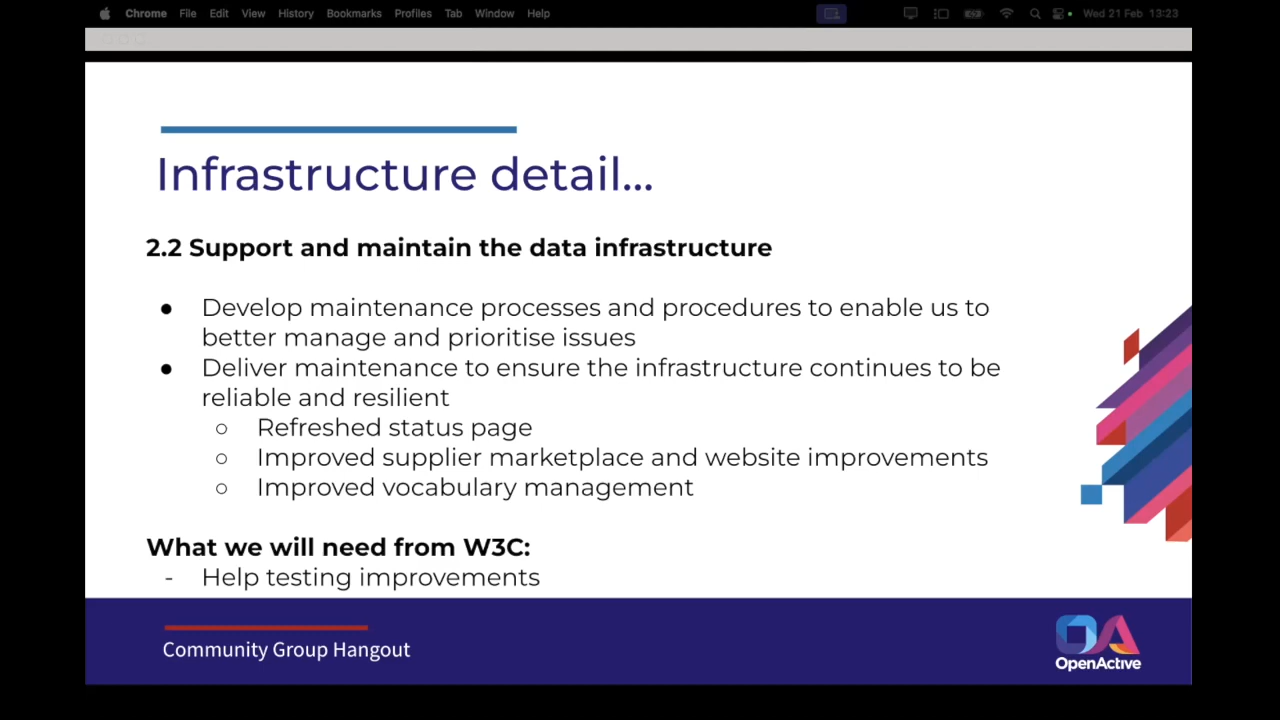 Chrome File Edit View History Bookmarks Profiles Tab Window Help Wed 21 Feb 13:23
Infrastructure detail...
2.2 Support and maintain the data infrastructure
● Develop maintenance processes and procedures to enable us to
better manage and prioritise issues
● Deliver maintenance to ensure the infrastructure continues to be
reliable and resilient
○ Refreshed status page
○ Improved supplier marketplace and website improvements
○ Improved vocabulary management
What we will need from W3C:
- Help testing improvements
Community Group Hangout
OA
OpenActive